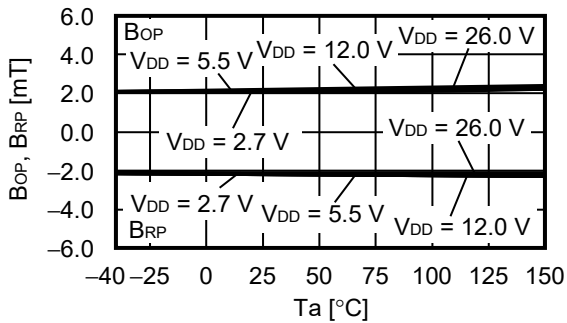 6.0
BOP
VDD = 26.0 V
VDD = 12.0 V
4.0
VDD = 5.5 V
2.0
0.0
VDD = 2.7 V
VDD = 26.0 V
−2.0
VDD = 2.7 V
VDD = 5.5 V
−4.0
BRP
VDD = 12.0 V
−6.0
BOP, BRP [mT]
−40 −25 0 25 50 75 100 125 150
Ta [°C]